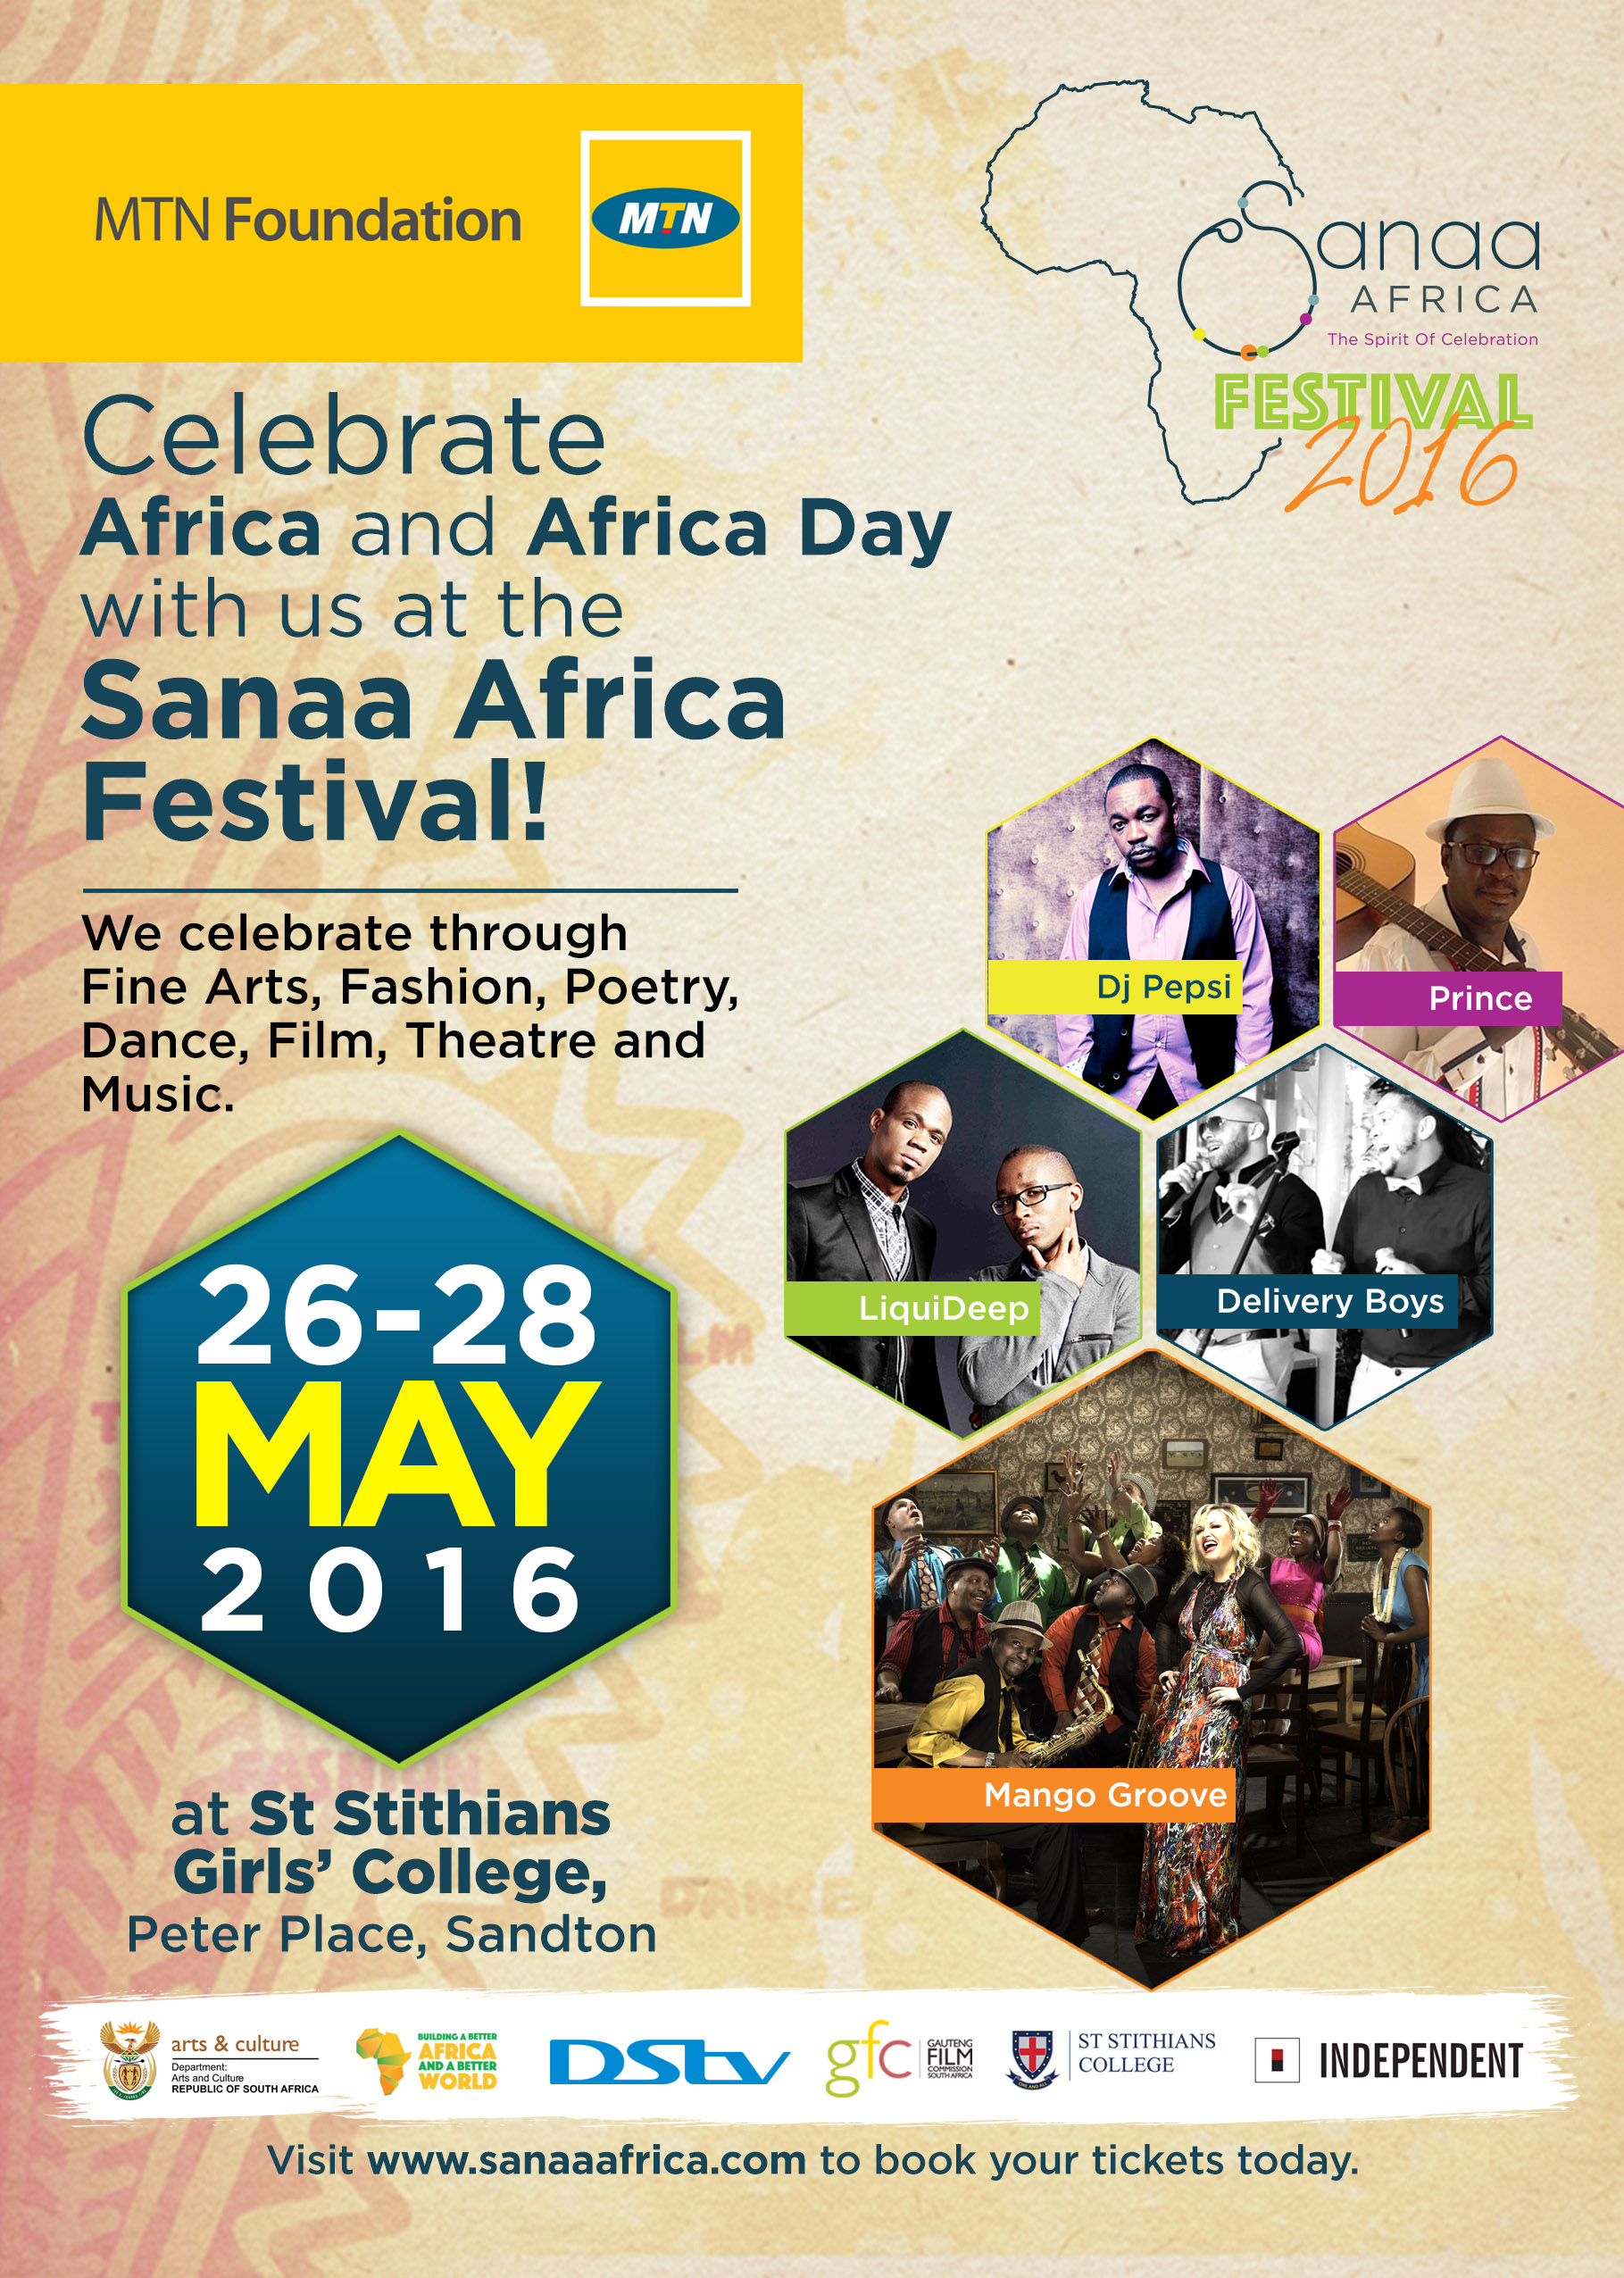 MTN Foundation
MTN
Sanaa
AFRICA
The Spirit Of Celebration
FESTIVAL
2016
Celebrate
Africa and Africa Day
with us at the
Sanaa Africa
Festival!
We celebrate through
Fine Arts, Fashion, Poetry,
Dance, Film, Theatre and
Music.
Dj Pepsi
Prince
LiquiDeep
Delivery Boys
Mango Groove
26-28
MAY
2016
at St Stithians
Girls' College,
Peter Place, Sandton
FASHION
DANCE
arts & culture
Department:
Arts and Culture
REPUBLIC OF SOUTH AFRICA
BUILDING A BETTER
AFRICA
AND A BETTER
WORLD
DStv
gfc
GAUTENG
FILM
COMMISSION
SOUTH AFRICA
ST STITHIANS
COLLEGE
INDEPENDENT
Visit www.sanaaafrica.com to book your tickets today.